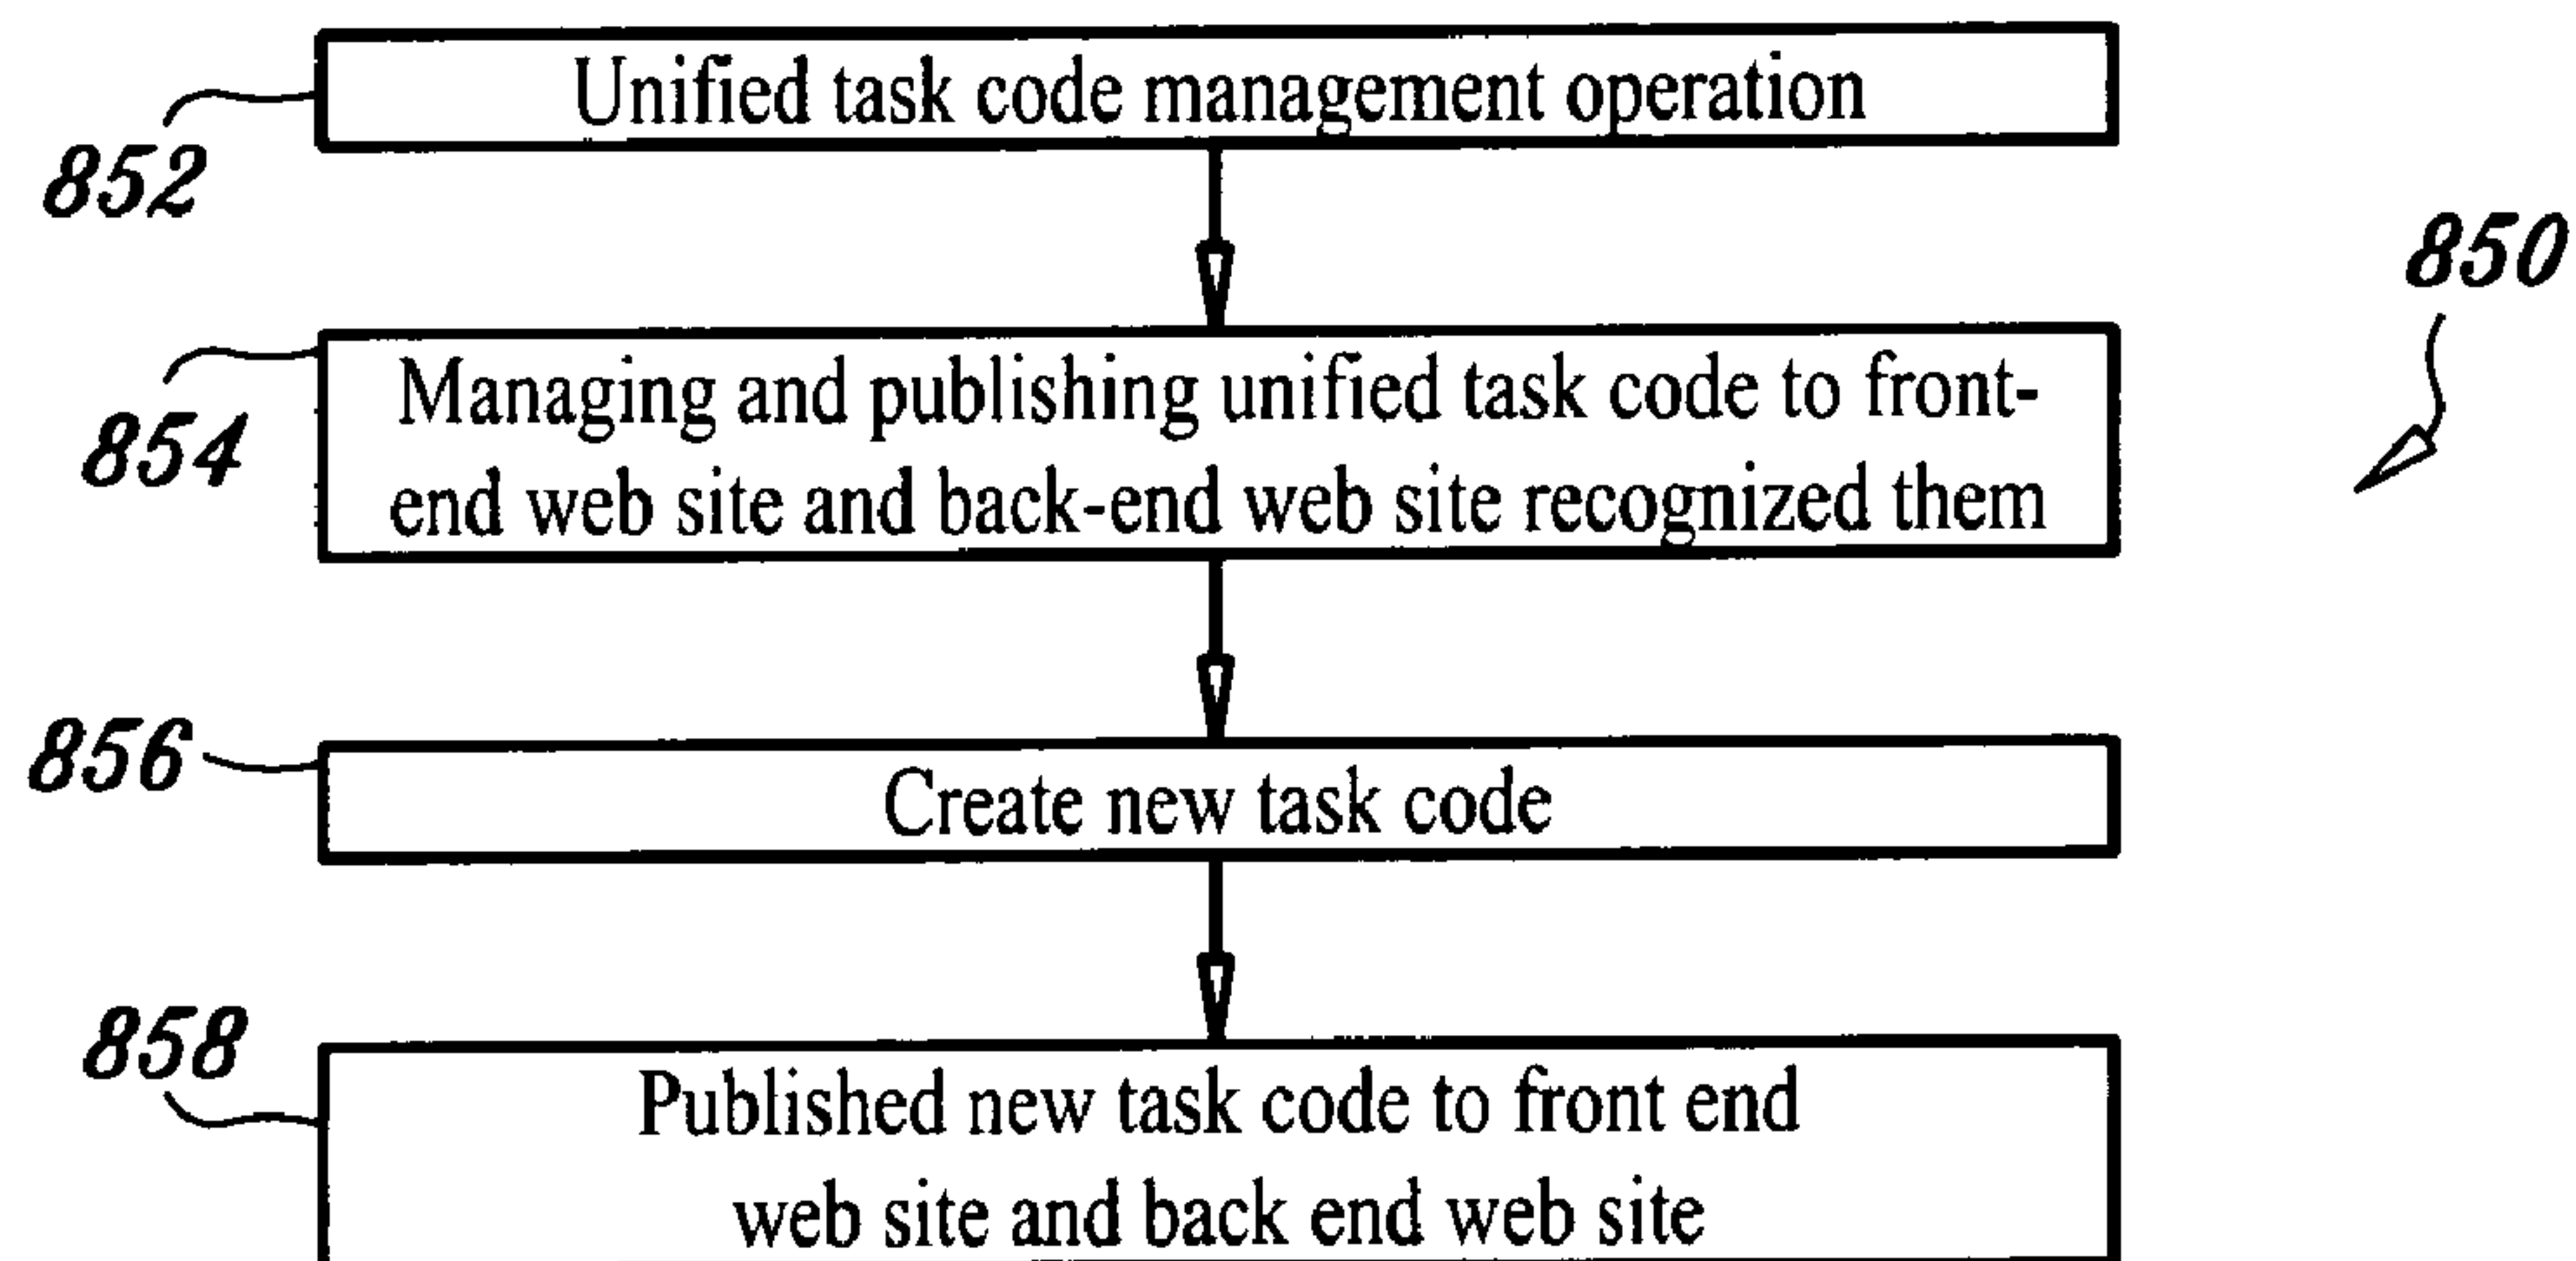 Unified task code management operation
852
850
Managing and publishing unified task code to front-
end web site and back-end web site recognized them
854
856
Create new task code
858
Published new task code to front end
web site and back end web site